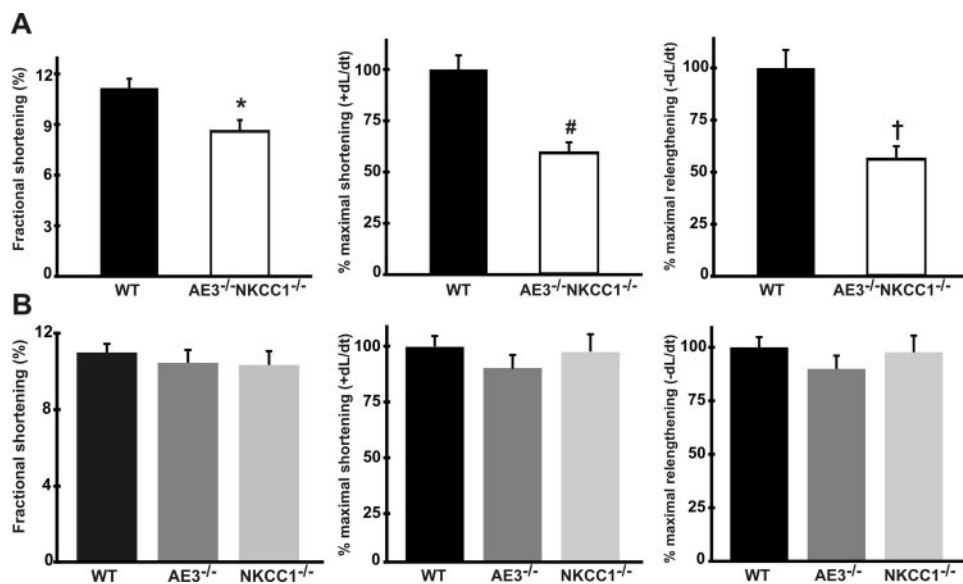 A
Fractional shortening (%)
12
9
6
3
0
*
WT
AE3-/-NKCC1-/-
% maximal shortening (+dL/dt)
100
75
50
25
0
#
WT
AE3-/-NKCC1-/-
% maximal relengthening (-dL/dt)
100
75
50
25
0
†
WT
AE3-/-NKCC1-/-
B
Fractional shortening (%)
12
8
4
0
WT
AE3-/-
NKCC1-/-
% maximal shortening (+dL/dt)
100
75
50
25
0
WT
AE3-/-
NKCC1-/-
% maximal relengthening (-dL/dt)
100
75
50
25
0
WT
AE3-/-
NKCC1-/-